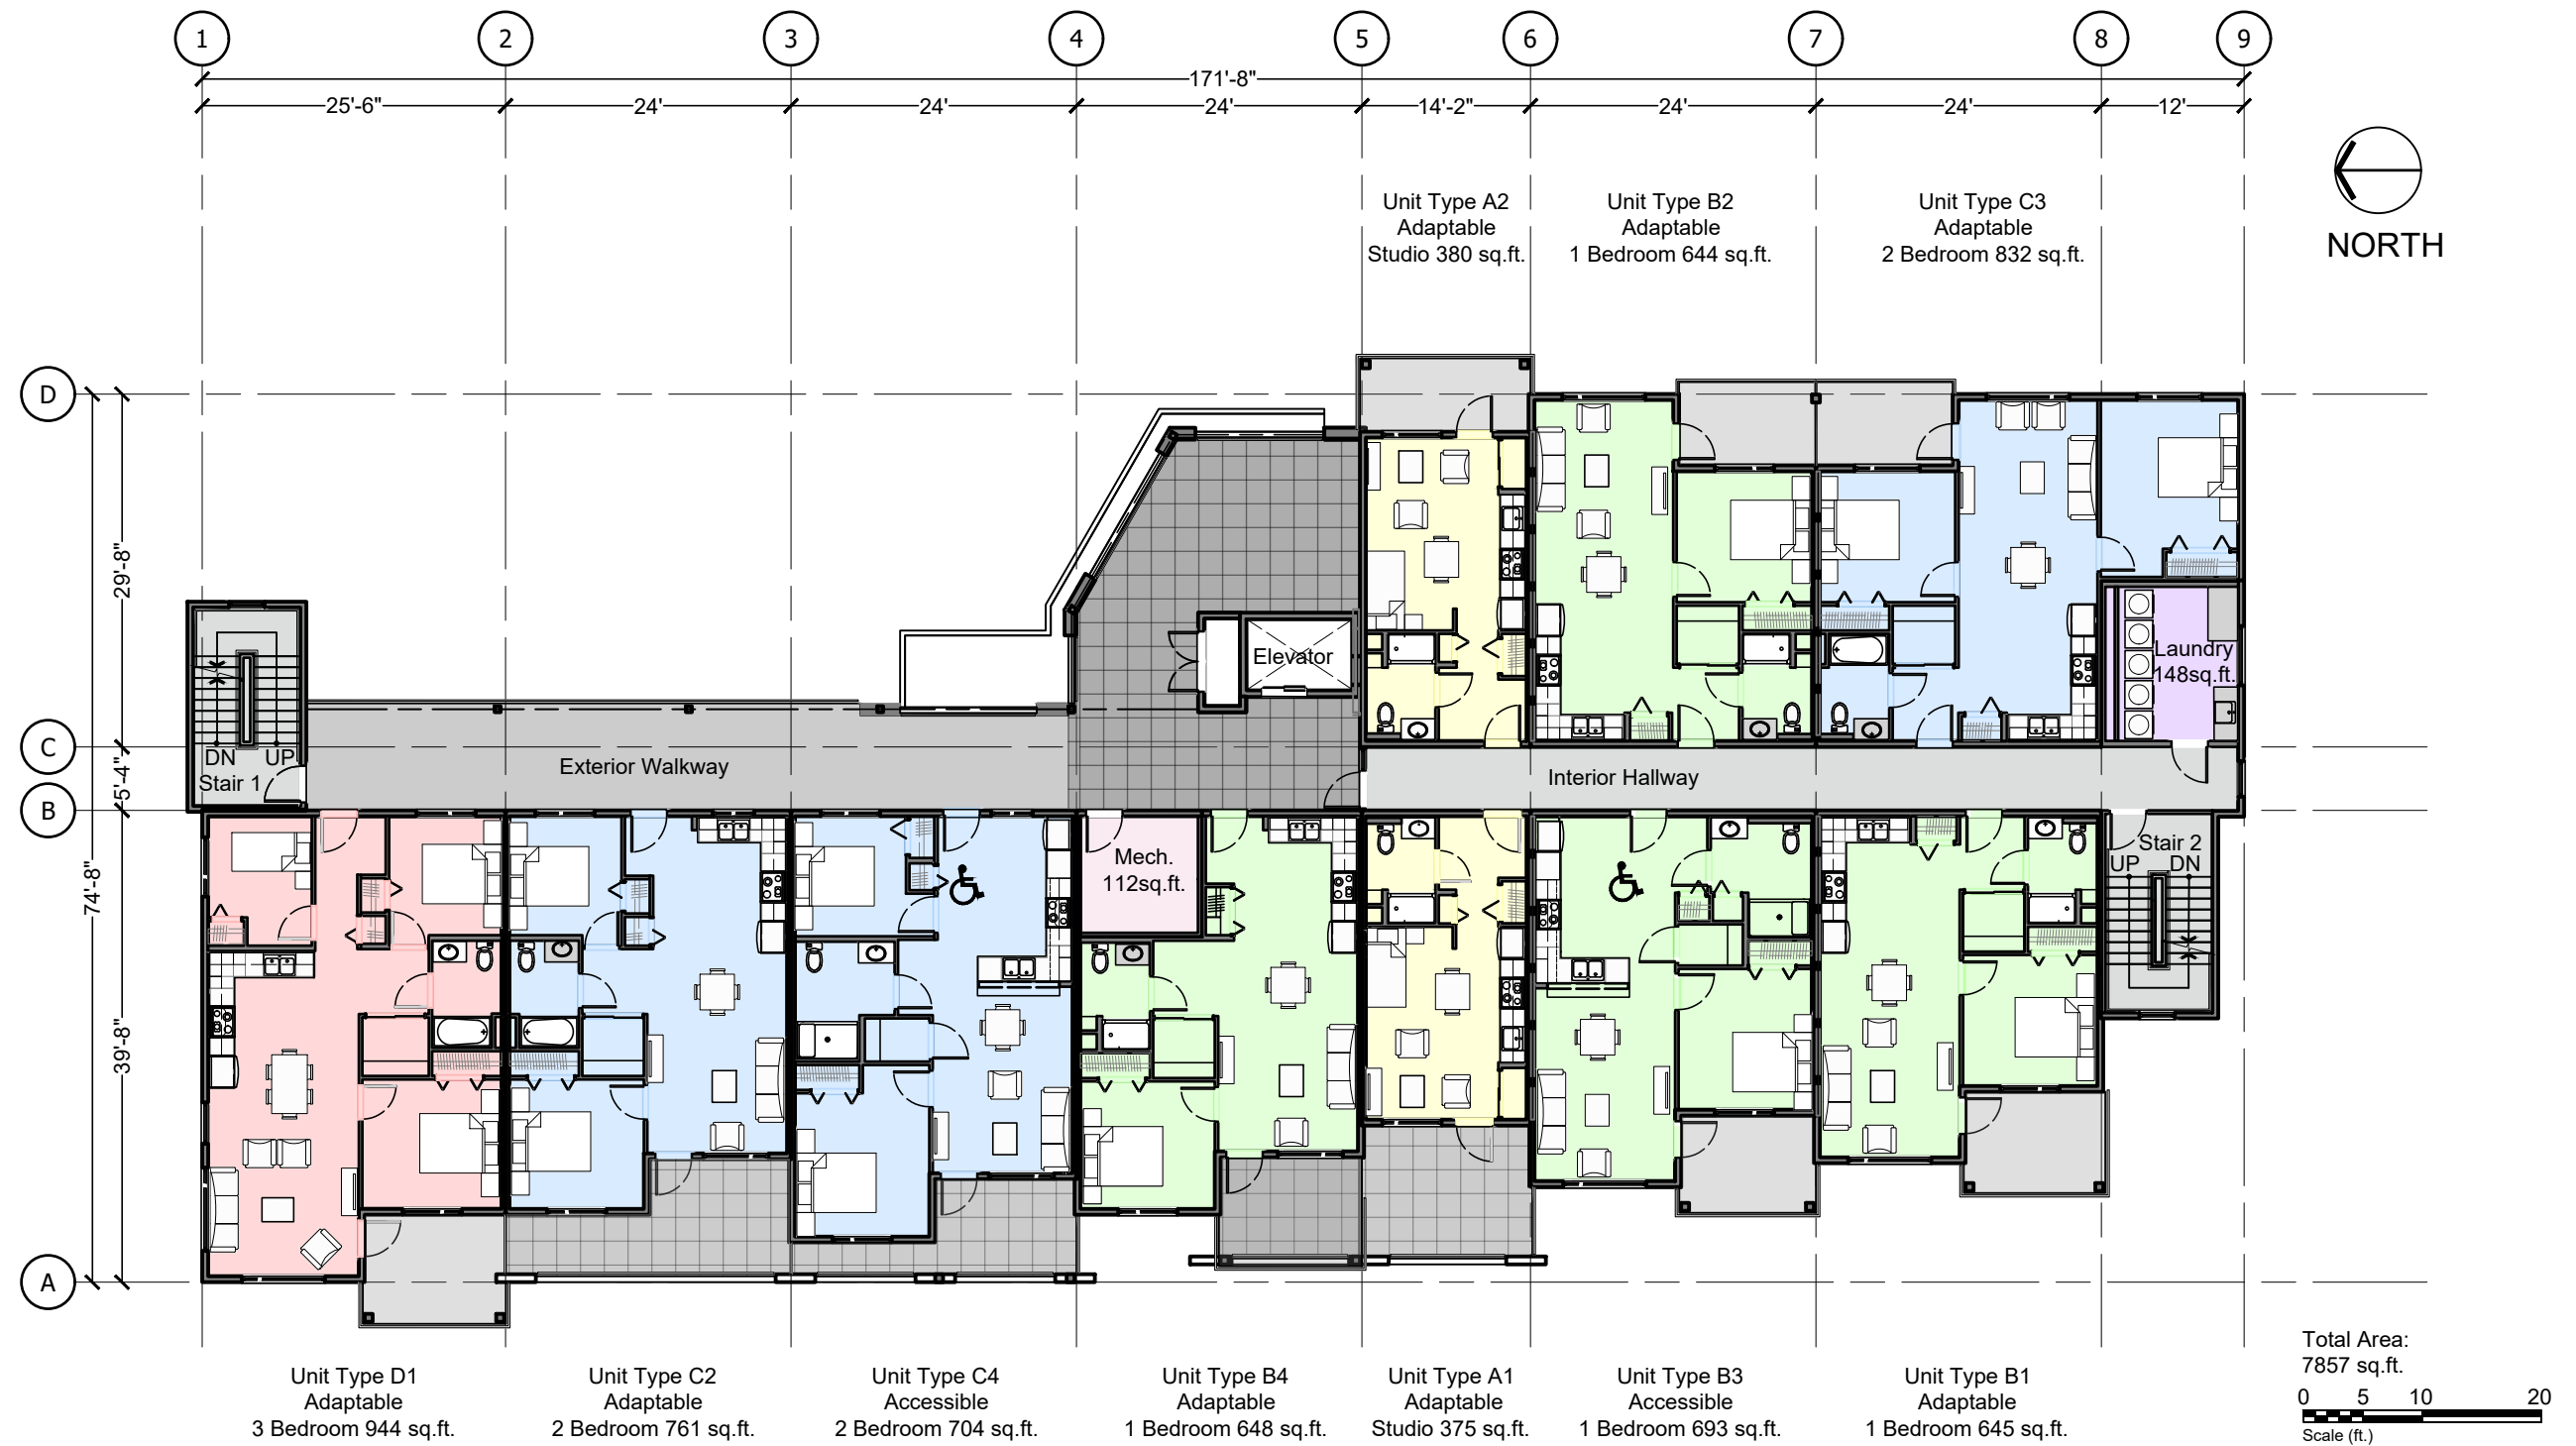 1 2 3 4 5 6 7 8 9
171'-8"
25'-6" 24' 24' 24' 14'-2" 24' 24' 12'
NORTH
Unit Type A2
Adaptable
Studio 380 sq.ft.
Unit Type B2
Adaptable
1 Bedroom 644 sq.ft.
Unit Type C3
Adaptable
2 Bedroom 832 sq.ft.
D
C
B
A
29'-8"
5'-4"
74'-8"
39'-8"
Elevator
Laundry
148sq.ft.
DN UP
Stair 1
Exterior Walkway
Interior Hallway
Mech.
112sq.ft.
Stair 2
UP DN
Unit Type D1
Adaptable
3 Bedroom 944 sq.ft.
Unit Type C2
Adaptable
2 Bedroom 761 sq.ft.
Unit Type C4
Accessible
2 Bedroom 704 sq.ft.
Unit Type B4
Adaptable
1 Bedroom 648 sq.ft.
Unit Type A1
Adaptable
Studio 375 sq.ft.
Unit Type B3
Accessible
1 Bedroom 693 sq.ft.
Unit Type B1
Adaptable
1 Bedroom 645 sq.ft.
Total Area:
7857 sq.ft.
0 5 10 20
Scale (ft.)